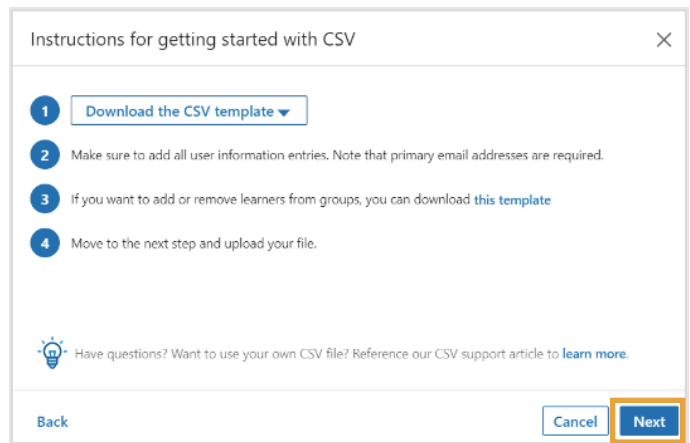 Instructions for getting started with CSV
1 Download the CSV template
2 Make sure to add all user information entries. Note that primary email addresses are required.
3 If you want to add or remove learners from groups, you can download this template
4 Move to the next step and upload your file.
Have questions? Want to use your own CSV file? Reference our CSV support article to learn more.
Back Cancel Next